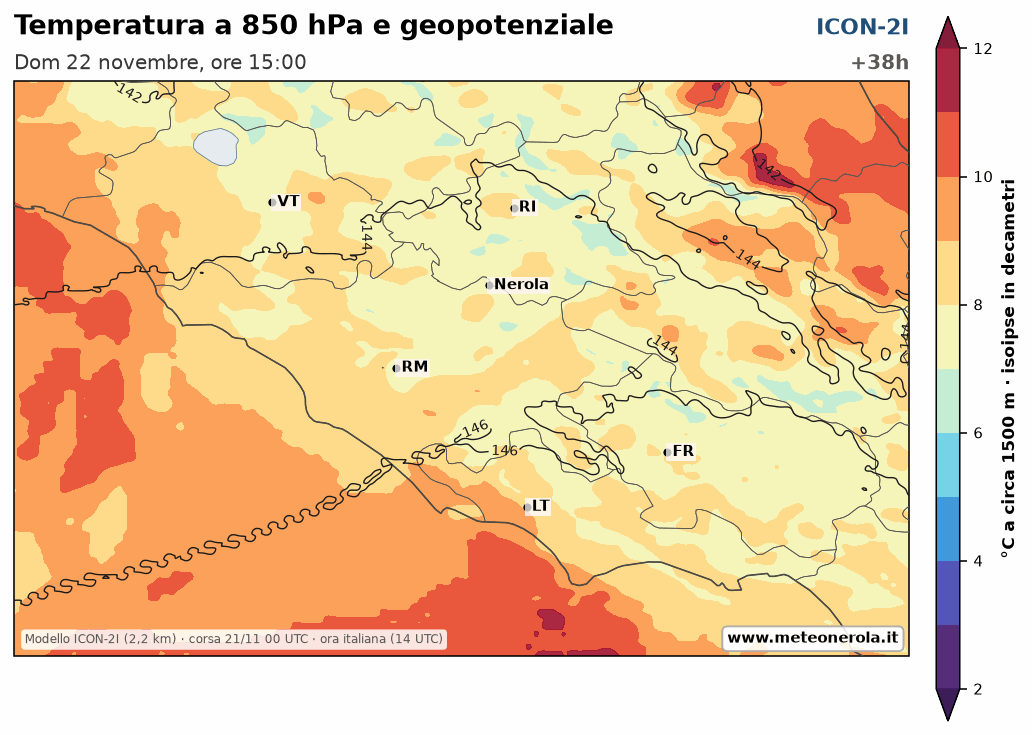 Temperatura a 850 hPa e geopotenziale
ICON-2I
Dom 22 novembre, ore 15:00
+38h
142
142
VT
RI
144
144
Nerola
144
144
RM
146
146
FR
LT
Modello ICON-2I (2,2 km) · corsa 21/11 00 UTC · ora italiana (14 UTC)
www.meteonerola.it
12
10
8
6
4
2
°C a circa 1500 m · isoipse in decametri